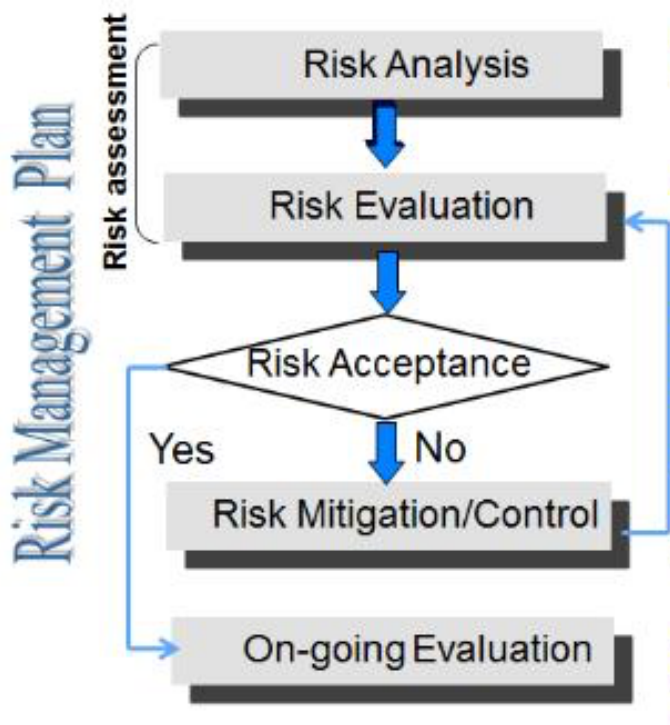 Risk Management Plan
Risk assessment
Risk Analysis
Risk Evaluation
Risk Acceptance
Yes
No
Risk Mitigation/Control
On-going Evaluation